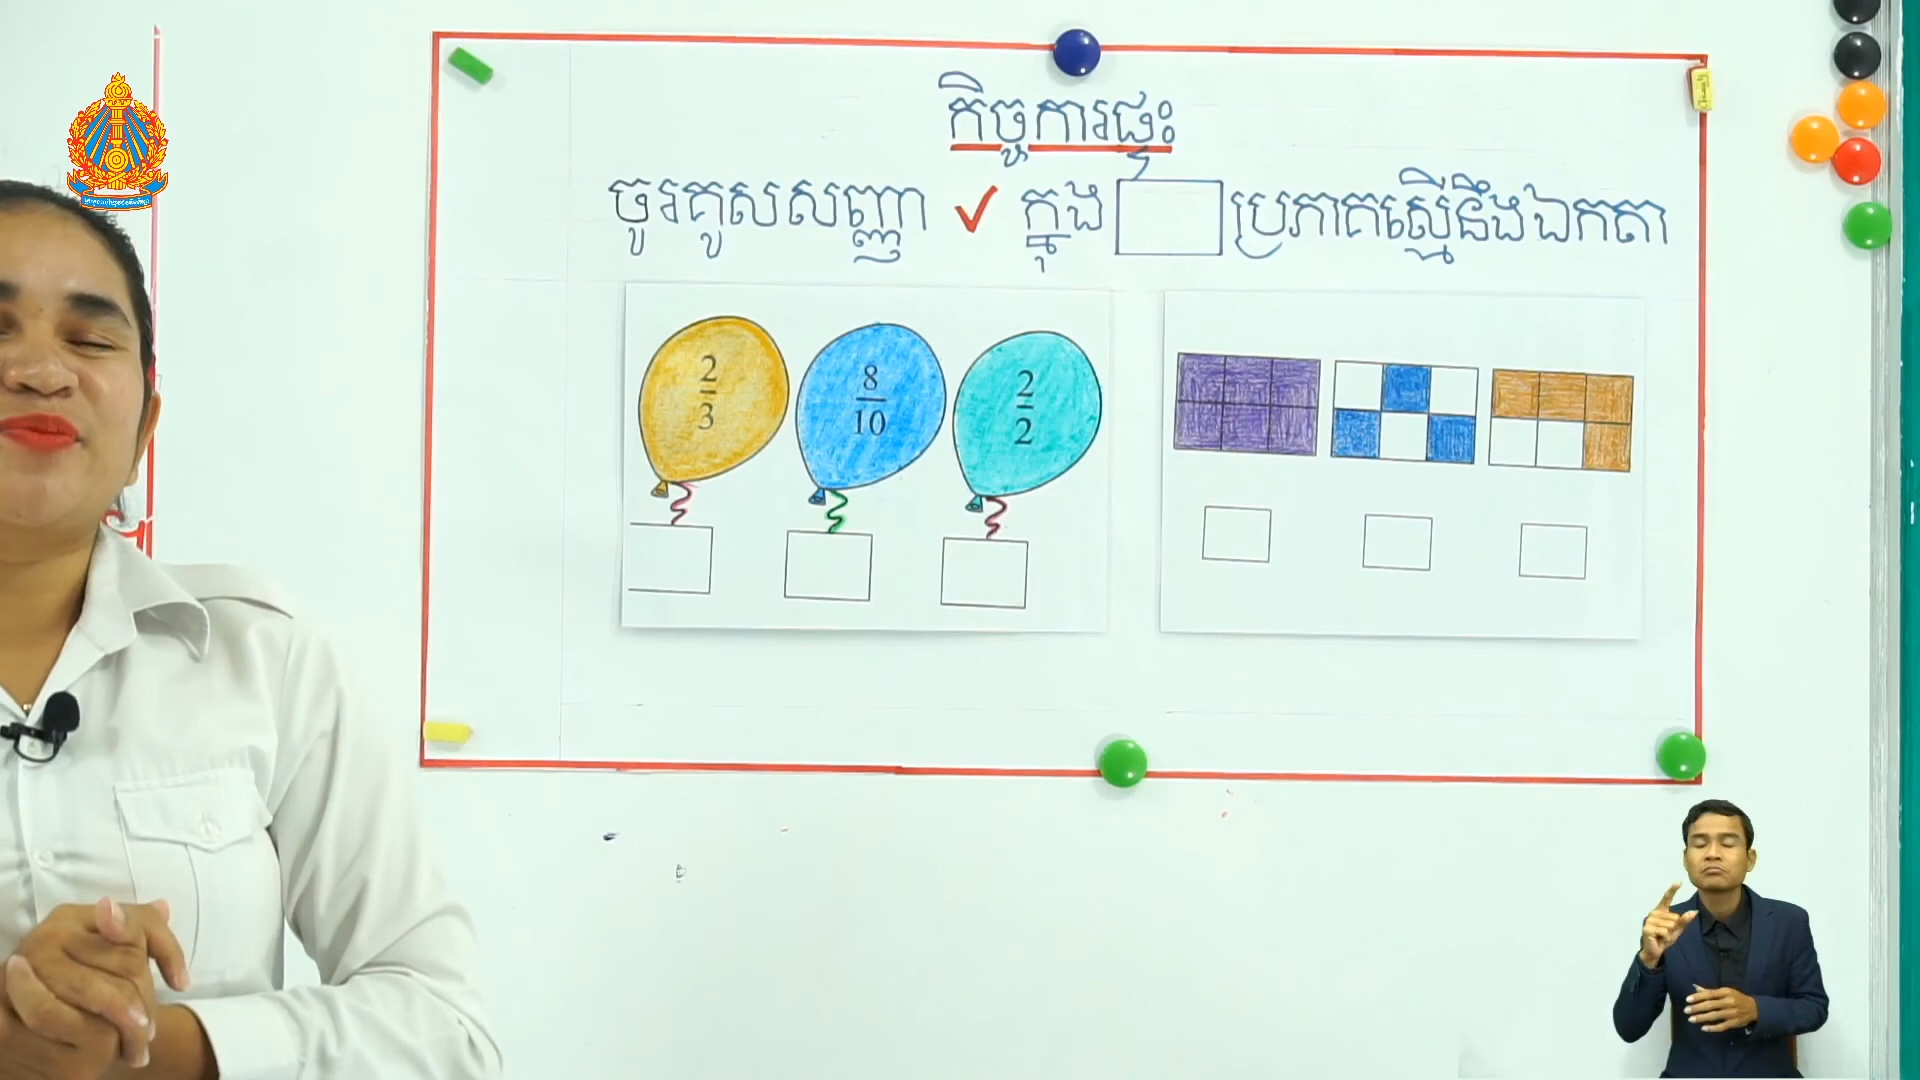 កិច្ចការផ្ទះ
ចូរគូសសញ្ញា ✓ ក្នុង ប្រភាគស្មើនឹងឯកតា
2/3
8/10
2/2